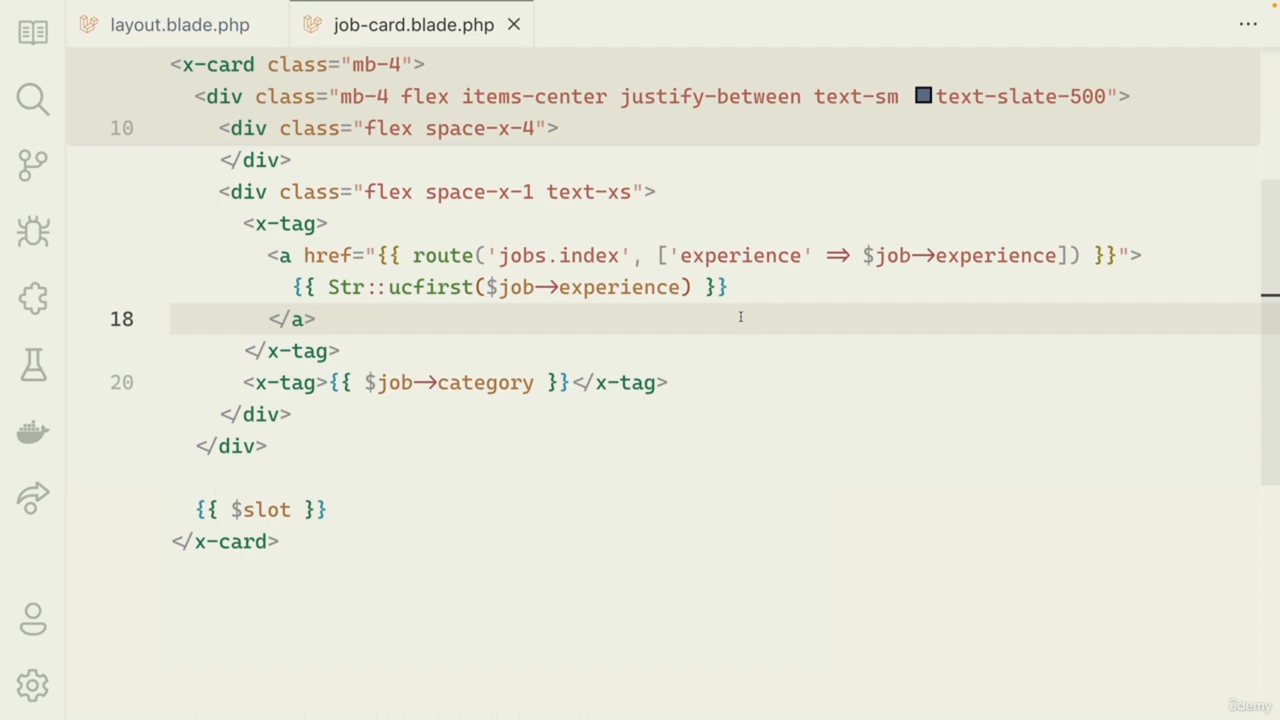 layout.blade.php
job-card.blade.php
<x-card class="mb-4">
<div class="mb-4 flex items-center justify-between text-sm text-slate-500">
10 <div class="flex space-x-4">
</div>
<div class="flex space-x-1 text-xs">
<x-tag>
<a href="{{ route('jobs.index', ['experience' => $job->experience]) }}">
{{ Str::ucfirst($job->experience) }}
18 </a>
</x-tag>
20 <x-tag>{{ $job->category }}</x-tag>
</div>
</div>
{{ $slot }}
</x-card>
ûdemy